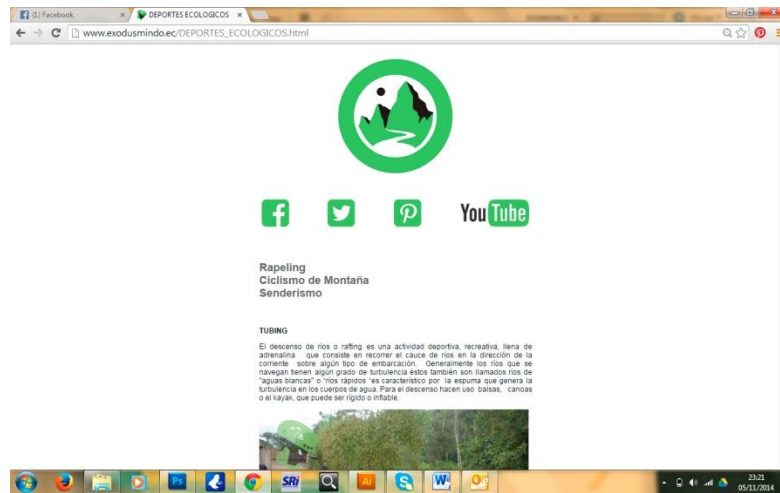 (1) Facebook
DEPORTES ECOLOGICOS
www.exodusmindo.ec/DEPORTES_ECOLOGICOS.html
You Tube
Rapeling
Ciclismo de Montaña
Senderismo
TUBING
El descenso de ríos o rafting es una actividad deportiva, recreativa, llena de
adrenalina que consiste en recorrer el cauce de ríos en la dirección de la
corriente sobre algún tipo de embarcación. Generalmente los ríos que se
navegan tienen algún grado de turbulencia éstos también son llamados ríos de
"aguas blancas" o "ríos rápidos "es característico por la espuma que genera la
turbulencia en los cuerpos de agua. Para el descenso hacen uso balsas, canoas
o el kayak, que puede ser rígido o inflable.
Ps
SRi
Ai
S
W
O
23:21
05/11/2014